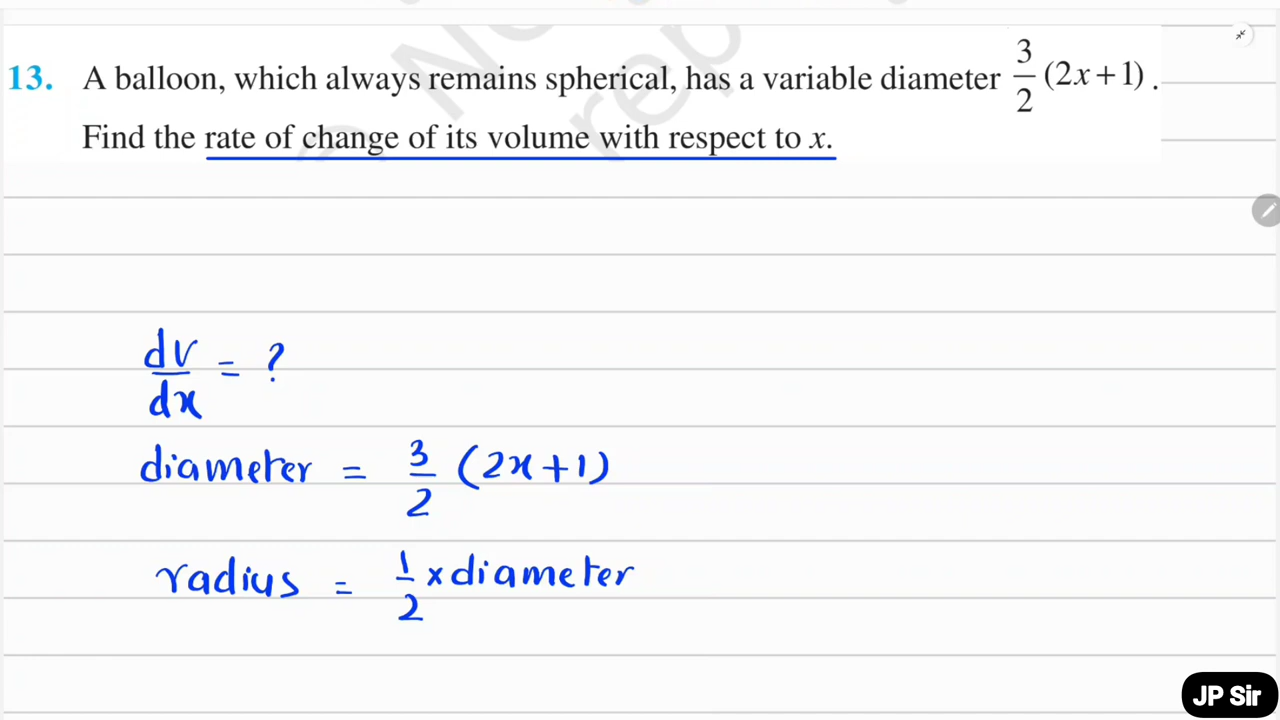 13. A balloon, which always remains spherical, has a variable diameter 3/2 (2x+1).
Find the rate of change of its volume with respect to x.
dv/dx = ?
diameter = 3/2 (2x+1)
radius = 1/2 x diameter
JP Sir